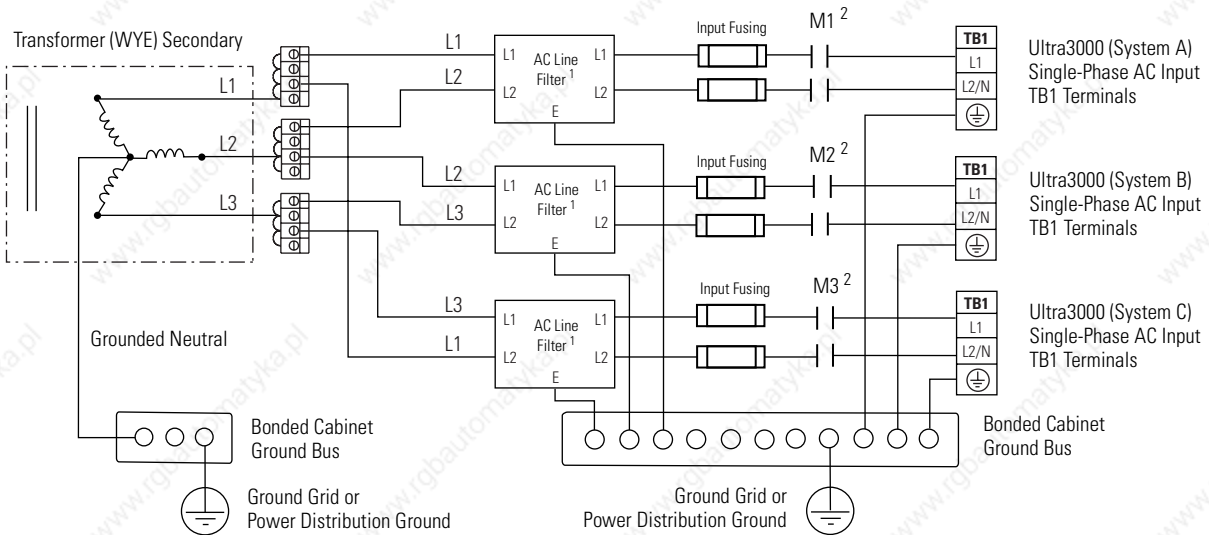 Transformer (WYE) Secondary
L1
L2
L3
L1
L2
L1
L2
AC Line
Filter 1
L1
L2
E
Input Fusing
M1 2
TB1
L1
L2/N
Ultra3000 (System A)
Single-Phase AC Input
TB1 Terminals
L2
L3
L1
L2
AC Line
Filter 1
L1
L2
E
Input Fusing
M2 2
TB1
L1
L2/N
Ultra3000 (System B)
Single-Phase AC Input
TB1 Terminals
L3
L1
L1
L2
AC Line
Filter 1
L1
L2
E
Input Fusing
M3 2
TB1
L1
L2/N
Ultra3000 (System C)
Single-Phase AC Input
TB1 Terminals
Grounded Neutral
Bonded Cabinet
Ground Bus
Ground Grid or
Power Distribution Ground
Bonded Cabinet
Ground Bus
Ground Grid or
Power Distribution Ground
www.rgbautomatyka.pl